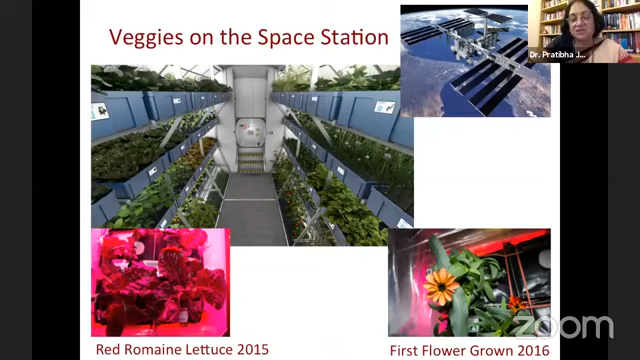 Veggies on the Space Station
Dr. Pratibha J...
Red Romaine Lettuce 2015
First Flower Grown 2016
zoom